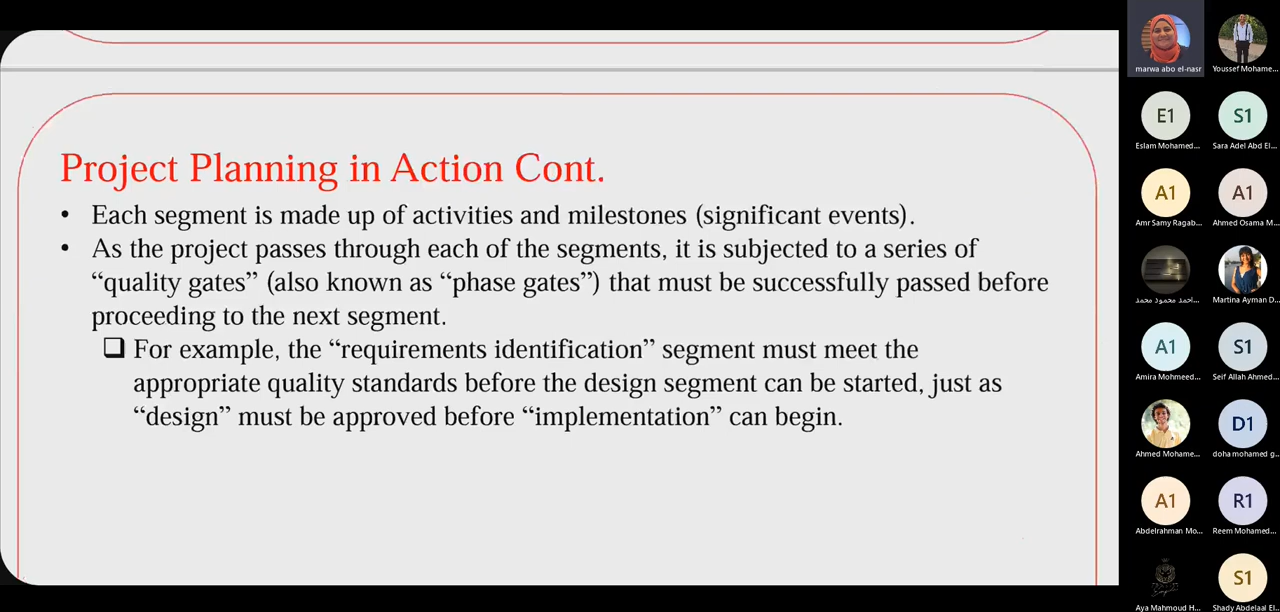 Project Planning in Action Cont.
• Each segment is made up of activities and milestones (significant events).
• As the project passes through each of the segments, it is subjected to a series of
“quality gates” (also known as “phase gates”) that must be successfully passed before
proceeding to the next segment.
❑ For example, the “requirements identification” segment must meet the
appropriate quality standards before the design segment can be started, just as
“design” must be approved before “implementation” can begin.
marwa abo el-nasr
Youssef Mohame...
E1
S1
Eslam Mohamed...
Sara Adel Abd El...
A1
A1
Amr Samy Ragab...
Ahmed Osama M...
احمد محمود محمد...
Martina Ayman D...
A1
S1
Amira Mohmeed...
Seif Allah Ahmed...
D1
Ahmed Mohame...
doha mohamed g...
A1
R1
Abdelrahman Mo...
Reem Mohamed...
S1
Aya Mahmoud H...
Shady Abdelaal El...